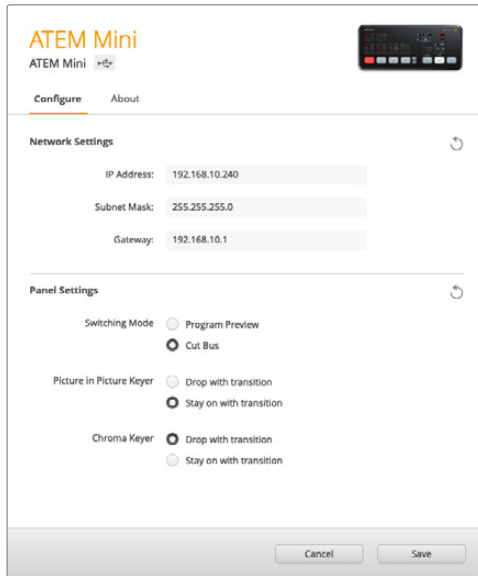 ATEM Mini
ATEM Mini
Configure About
Network Settings
IP Address: 192.168.10.240
Subnet Mask: 255.255.255.0
Gateway: 192.168.10.1
Panel Settings
Switching Mode Program Preview
Cut Bus
Picture in Picture Keyer Drop with transition
Stay on with transition
Chroma Keyer Drop with transition
Stay on with transition
Cancel Save